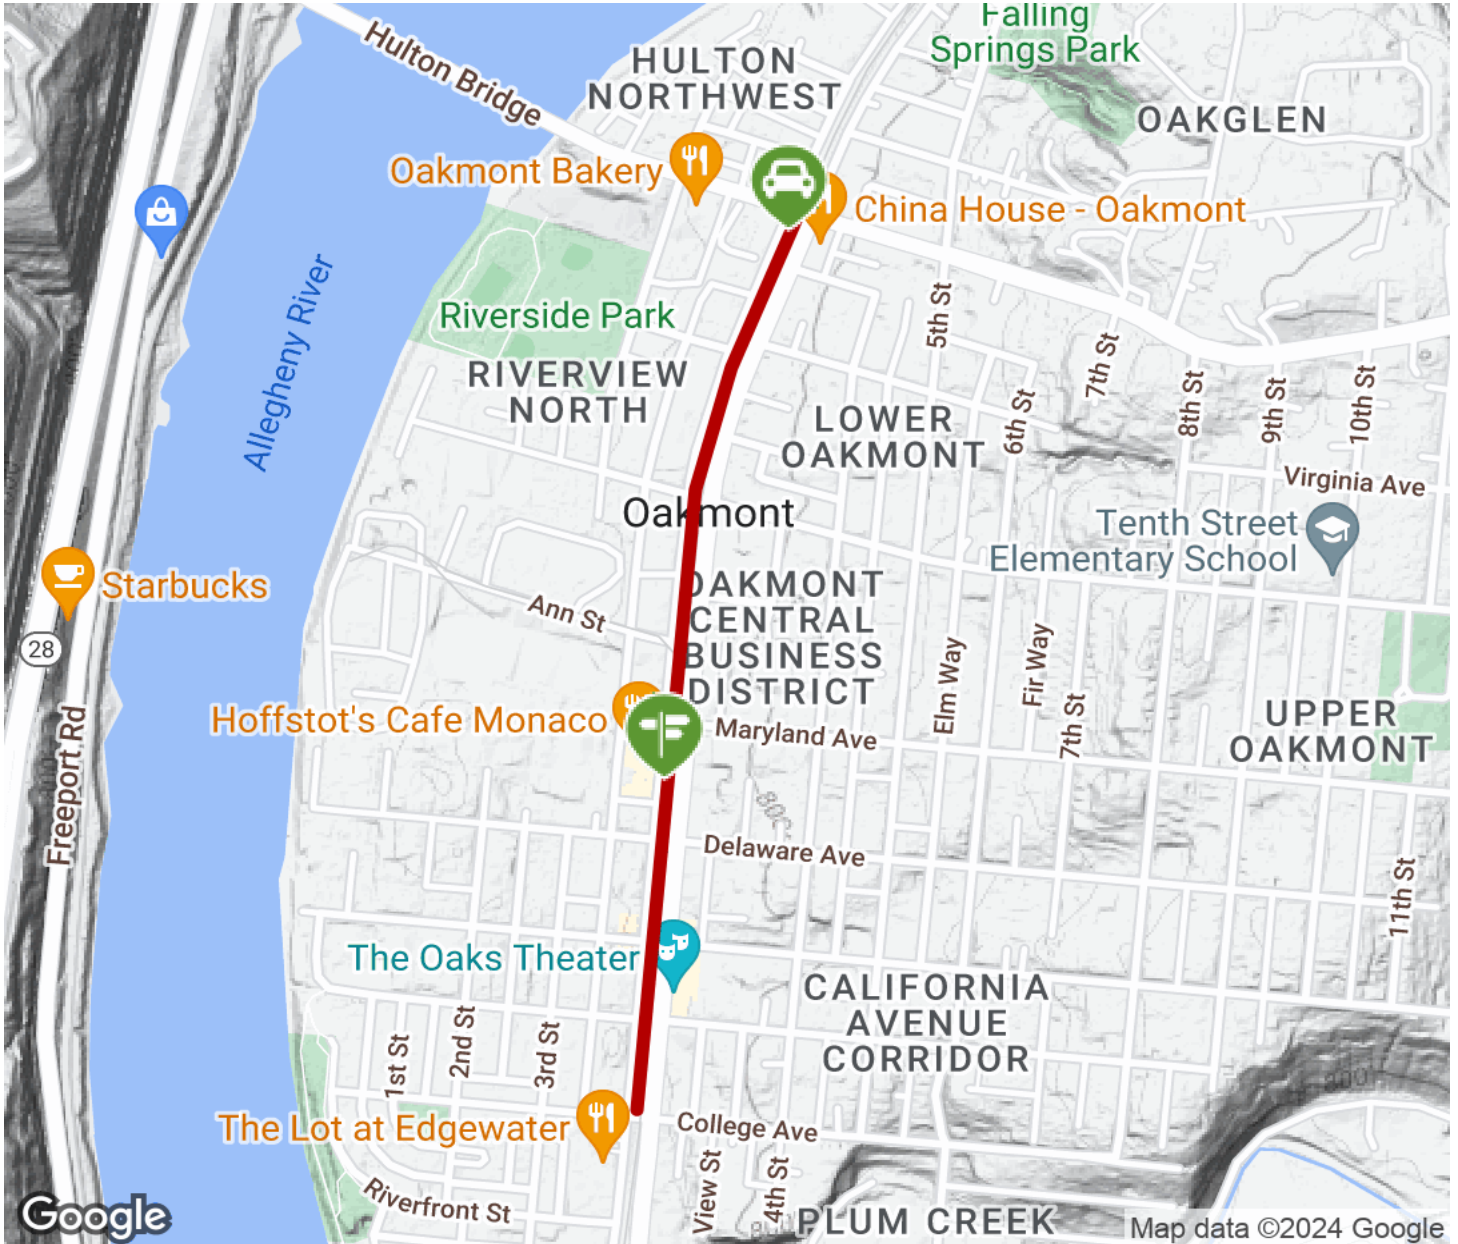 Falling
Springs Park
Hulton Bridge
HULTON
NORTHWEST
OAKGLEN
Oakmont Bakery
China House - Oakmont
Allegheny River
Riverside Park
5th St
7th St
RIVERVIEW
NORTH
8th St
9th St
10th St
6th St
LOWER
OAKMONT
Virginia Ave
Oakmont
Tenth Street
Elementary School
Starbucks
OAKMONT
CENTRAL
BUSINESS
DISTRICT
Ann St
28
Elm Way
Fir Way
7th St
Hoffstot's Cafe Monaco
Maryland Ave
UPPER
OAKMONT
Freeport Rd
800
Delaware Ave
11th St
The Oaks Theater
CALIFORNIA
AVENUE
CORRIDOR
1st St
2nd St
3rd St
The Lot at Edgewater
College Ave
View St
4th St
Riverfront St
PLUM CREEK
Google
Map data ©2024 Google